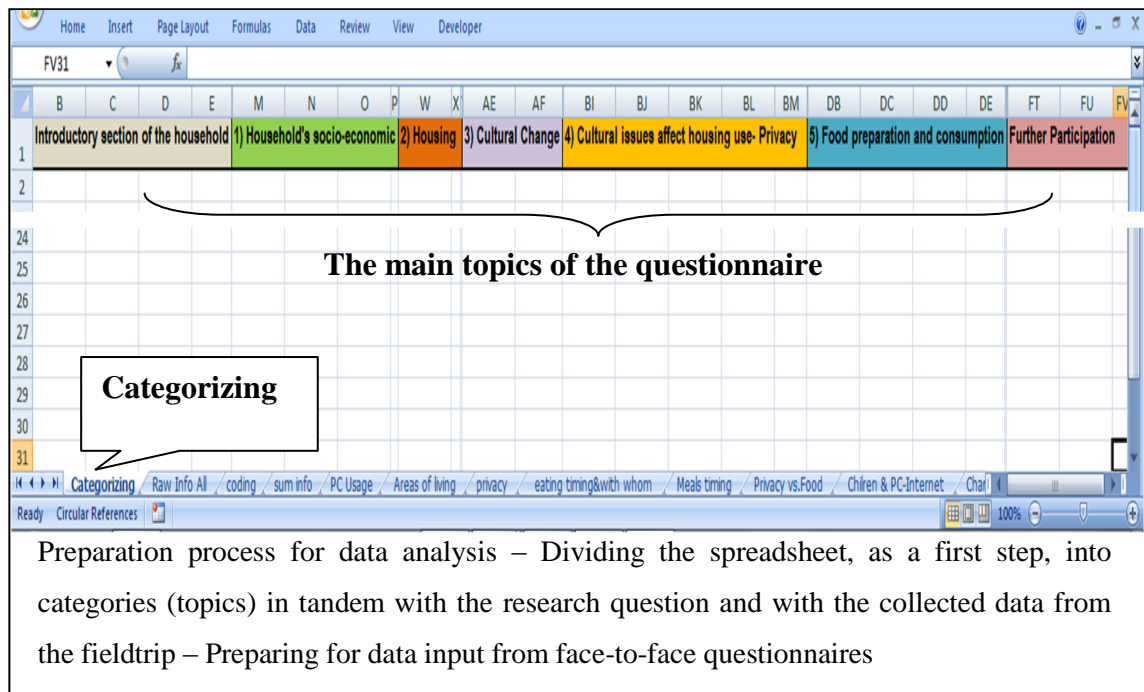 Home Insert Page Layout Formulas Data Review View Developer
FV31 fx
B C D E M N O P W X AE AF BI BJ BK BL BM DB DC DD DE FT FU FV
1 Introductory section of the household 1) Household's socio-economic 2) Housing 3) Cultural Change 4) Cultural issues affect housing use- Privacy 5) Food preparation and consumption Further Participation
2
24
25 The main topics of the questionnaire
26
27
28
29 Categorizing
30
31
Categorizing Raw Info All coding sum info PC Usage Areas of living privacy eating timing&with whom Meals timing Privacy vs.Food Chilren & PC-Internet Char
Ready Circular References 100%
Preparation process for data analysis – Dividing the spreadsheet, as a first step, into
categories (topics) in tandem with the research question and with the collected data from
the fieldtrip – Preparing for data input from face-to-face questionnaires